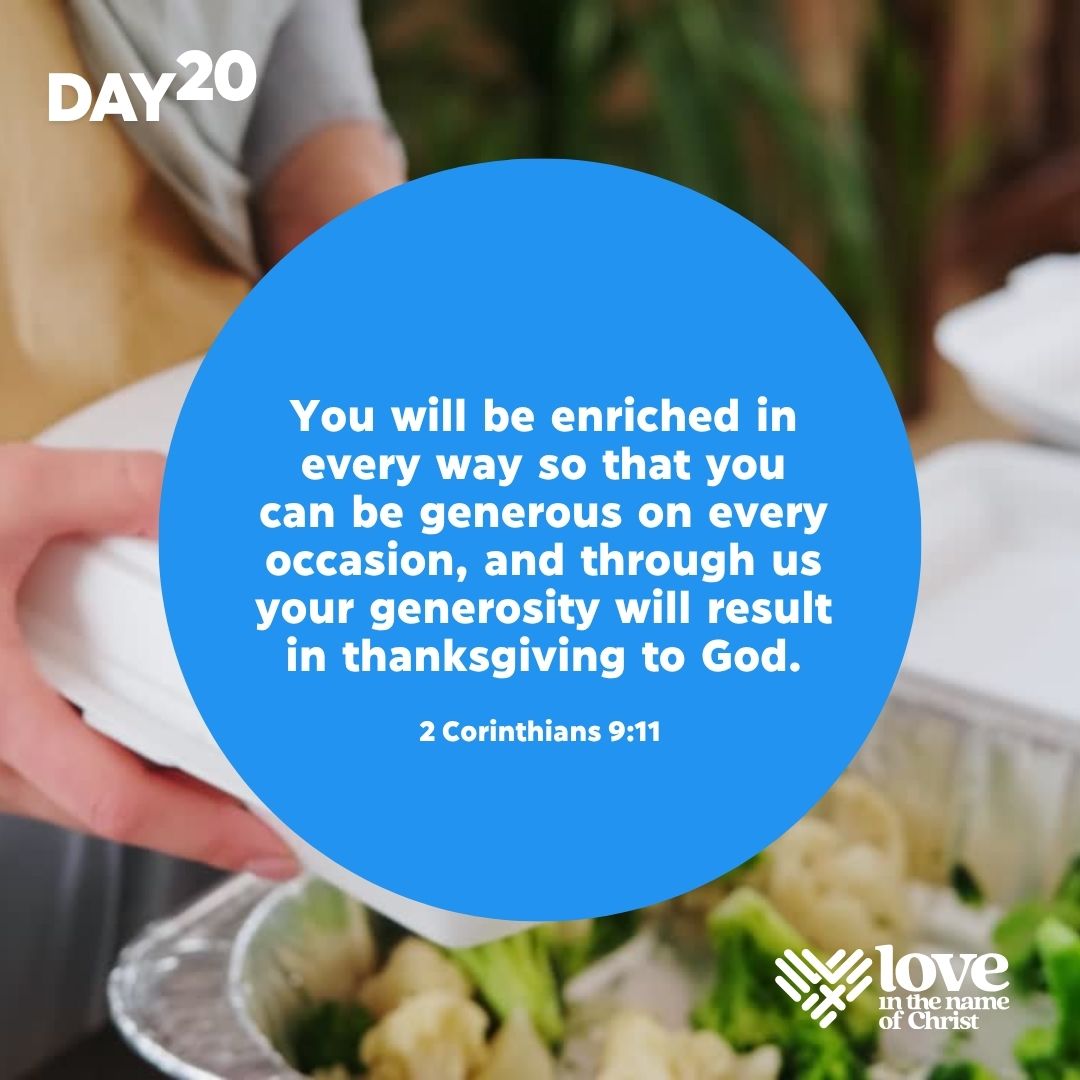 DAY20
You will be enriched in
every way so that you
can be generous on every
occasion, and through us
your generosity will result
in thanksgiving to God.
2 Corinthians 9:11
love
in the name
of Christ